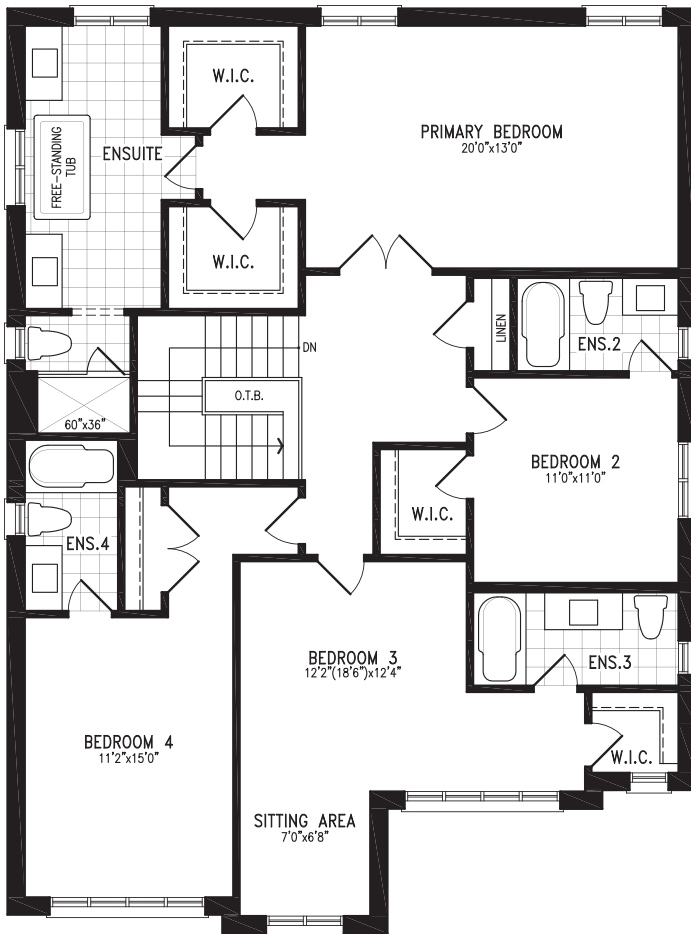 W.I.C.
PRIMARY BEDROOM
20'0"x13'0"
FREE-STANDING
TUB
ENSUITE
W.I.C.
LINEN
ENS.2
DN
O.T.B.
60"x36"
BEDROOM 2
11'0"x11'0"
W.I.C.
ENS.4
BEDROOM 3
12'2"(18'6")x12'4"
ENS.3
BEDROOM 4
11'2"x15'0"
W.I.C.
SITTING AREA
7'0"x6'8"